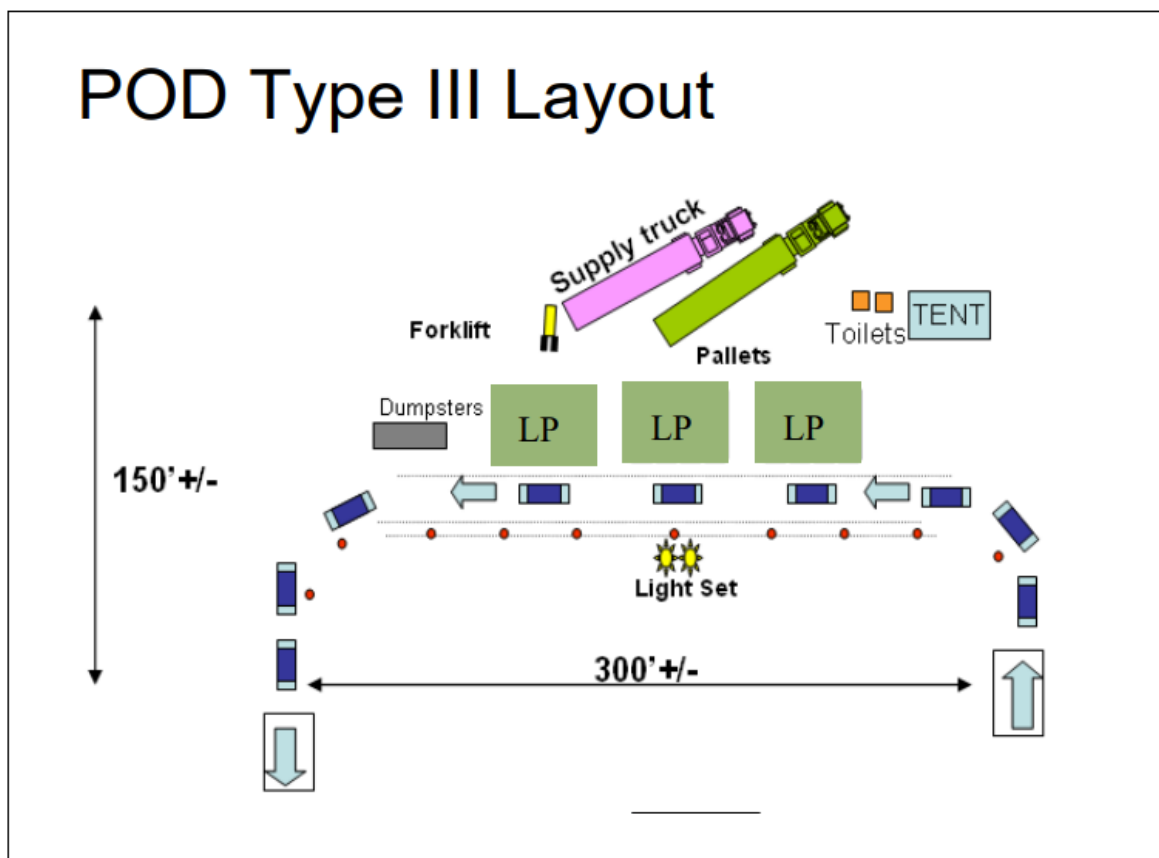 POD Type III Layout
Supply truck
Forklift
Toilets
TENT
Pallets
Dumpsters
LP
LP
LP
150'+/-
Light Set
300'+/-